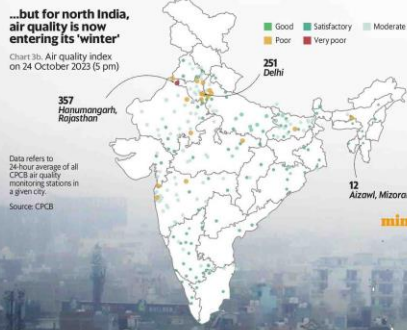 ...but for north India,
air quality is now
entering its 'winter'
Chart 3b. Air quality index
on 24 October 2023 (5 pm)
Good
Satisfactory
Moderate
Poor
Very poor
251
Delhi
357
Hanumangarh,
Rajasthan
Data refers to
24-hour average of all
CPCB air quality
monitoring stations in
a given city.
Source: CPCB
12
Aizawl, Mizora
min